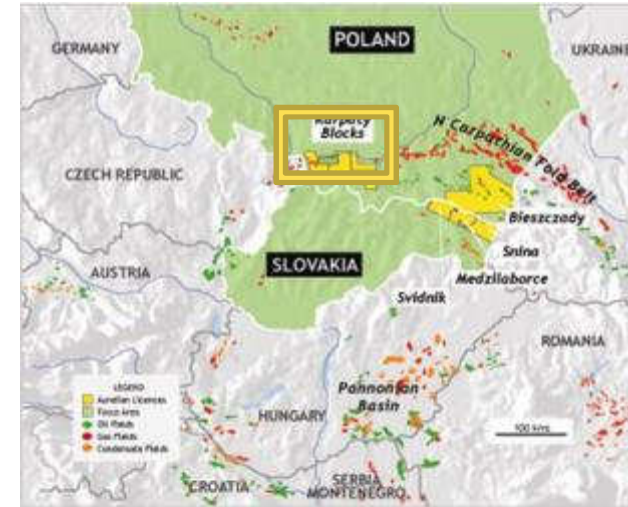 GERMANY
POLAND
UKRAINE
Karpaty
Blocks
N Carpathian Fold Belt
CZECH REPUBLIC
Bieszczady
SLOVAKIA
Snina
AUSTRIA
Medzilaborce
Svidnik
ROMANIA
LEGEND
Aurelian Licences
Focus Area
Oil Fields
Gas Fields
Condensate Fields
Pannonian
Basin
HUNGARY
100 kms
CROATIA
SERBIA
MONTENEGRO